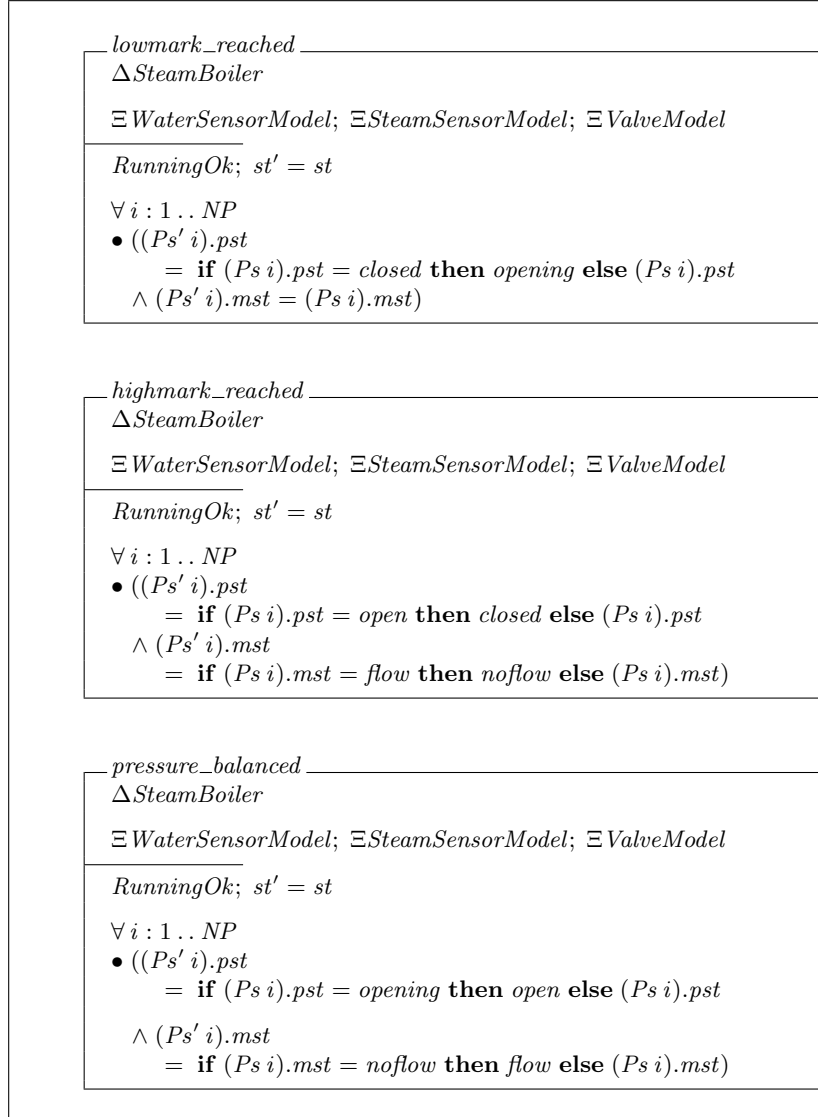 lowmark_reached
ΔSteamBoiler
ΞWaterSensorModel; ΞSteamSensorModel; ΞValveModel
RunningOk; st′ = st
∀ i : 1 . . NP
• ((Ps′ i).pst
= if (Ps i).pst = closed then opening else (Ps i).pst
∧ (Ps′ i).mst = (Ps i).mst)
highmark_reached
ΔSteamBoiler
ΞWaterSensorModel; ΞSteamSensorModel; ΞValveModel
RunningOk; st′ = st
∀ i : 1 . . NP
• ((Ps′ i).pst
= if (Ps i).pst = open then closed else (Ps i).pst
∧ (Ps′ i).mst
= if (Ps i).mst = flow then noflow else (Ps i).mst)
pressure_balanced
ΔSteamBoiler
ΞWaterSensorModel; ΞSteamSensorModel; ΞValveModel
RunningOk; st′ = st
∀ i : 1 . . NP
• ((Ps′ i).pst
= if (Ps i).pst = opening then open else (Ps i).pst
∧ (Ps′ i).mst
= if (Ps i).mst = noflow then flow else (Ps i).mst)